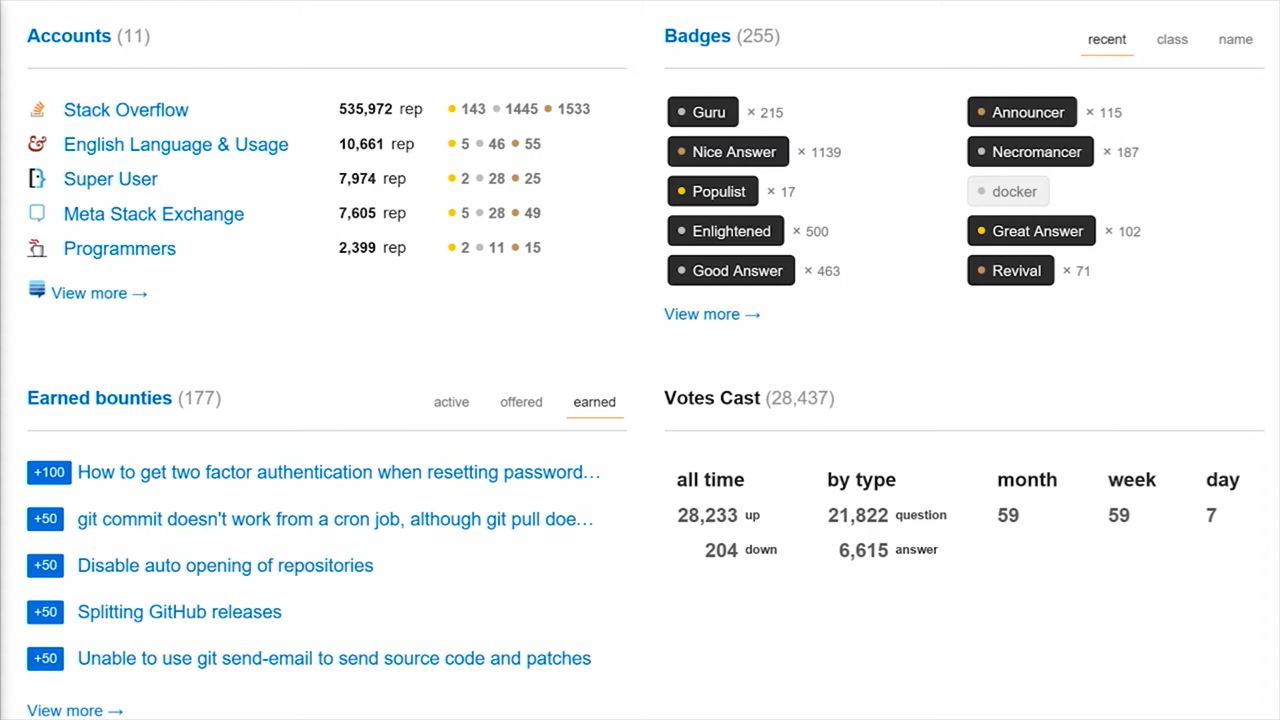 Accounts (11)
Stack Overflow 535,972 rep 143 1445 1533
English Language & Usage 10,661 rep 5 46 55
Super User 7,974 rep 2 28 25
Meta Stack Exchange 7,605 rep 5 28 49
Programmers 2,399 rep 2 11 15
View more →
Badges (255) recent class name
Guru × 215 Announcer × 115
Nice Answer × 1139 Necromancer × 187
Populist × 17 docker
Enlightened × 500 Great Answer × 102
Good Answer × 463 Revival × 71
View more →
Earned bounties (177) active offered earned
+100 How to get two factor authentication when resetting password…
+50 git commit doesn't work from a cron job, although git pull doe…
+50 Disable auto opening of repositories
+50 Splitting GitHub releases
+50 Unable to use git send-email to send source code and patches
View more →
Votes Cast (28,437)
all time by type month week day
28,233 up 21,822 question 59 59 7
204 down 6,615 answer